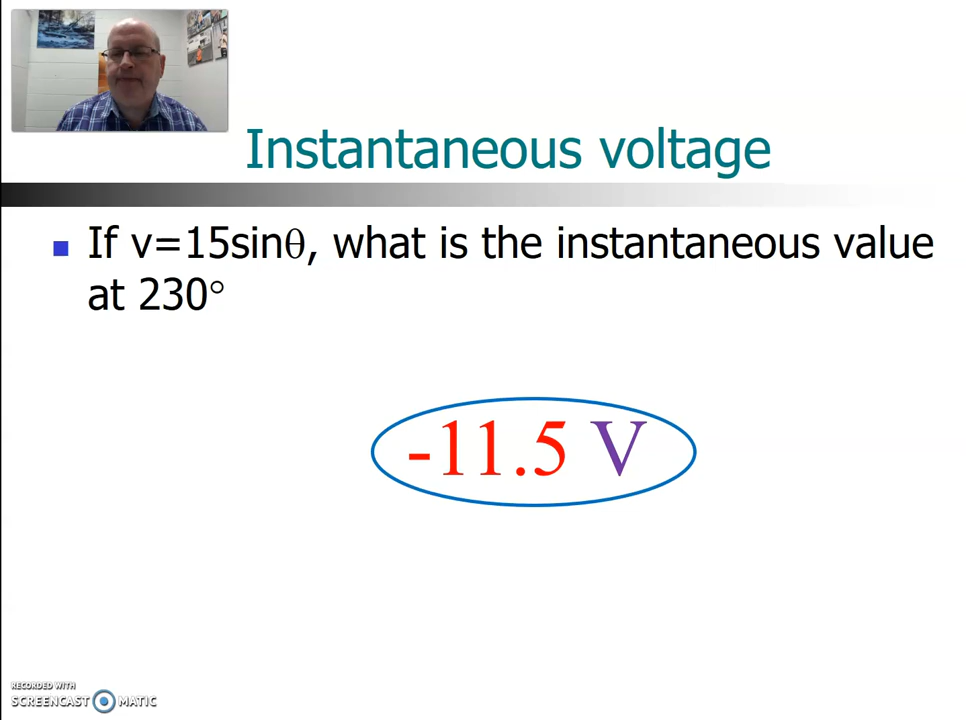 Instantaneous voltage
If v=15sinθ, what is the instantaneous value
at 230°
-11.5 V
RECORDED WITH
SCREENCAST MATIC